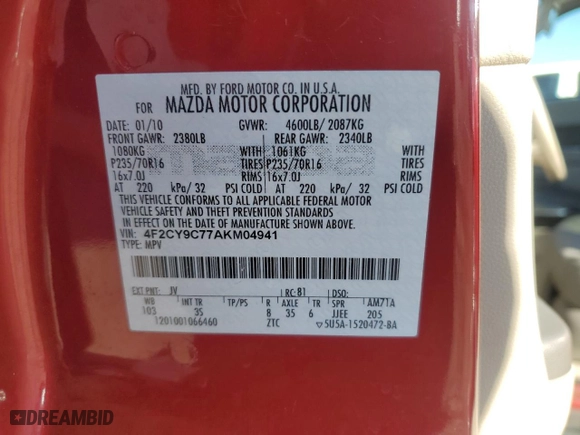 MFD. BY FORD MOTOR CO. IN U.S.A.
FOR MAZDA MOTOR CORPORATION
DATE: 01/10 GVWR: 4600LB/ 2087KG
FRONT GAWR: 2380LB REAR GAWR: 2340LB
1080KG WITH 1061KG WITH
P235/70R16 TIRES P235/70R16 TIRES
16x7.0J RIMS 16x7.0J RIMS
AT 220 kPa/ 32 PSI COLD AT 220 kPa/ 32 PSI COLD
THIS VEHICLE CONFORMS TO ALL APPLICABLE FEDERAL MOTOR
VEHICLE SAFETY AND THEFT PREVENTION STANDARDS
IN EFFECT ON THE DATE OF MANUFACTURE SHOWN ABOVE.
VIN: 4F2CY9C77AKM04941
TYPE: MPV
EXT PNT: JV RC: 81
WB INT TR TP/PS R AXLE TR SPR AM7TA
103 3S 8 35 6 JJEE 205
1201001066460 ZTC 5U5A-1520472-BA
DREAMBID